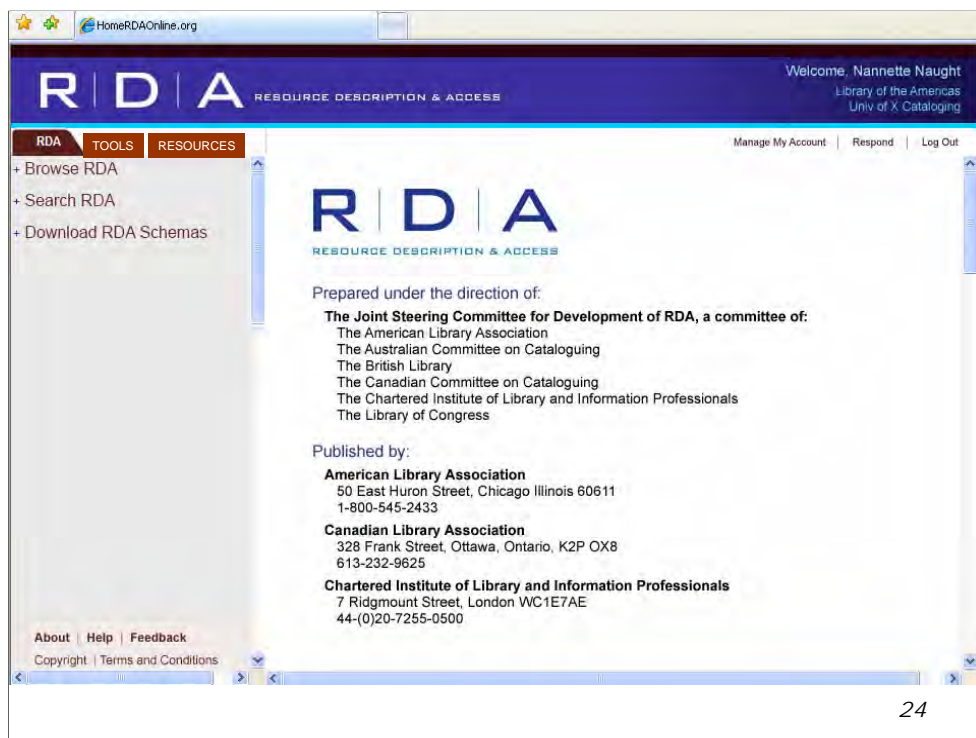 HomeRDAOnline.org
R D A RESOURCE DESCRIPTION & ACCESS
Welcome, Nannette Naught
Library of the Americas
Univ of X Cataloging
RDA TOOLS RESOURCES
Manage My Account | Respond | Log Out
+ Browse RDA
+ Search RDA
+ Download RDA Schemas
R D A
RESOURCE DESCRIPTION & ACCESS
Prepared under the direction of:
The Joint Steering Committee for Development of RDA, a committee of:
The American Library Association
The Australian Committee on Cataloguing
The British Library
The Canadian Committee on Cataloguing
The Chartered Institute of Library and Information Professionals
The Library of Congress
Published by:
American Library Association
50 East Huron Street, Chicago Illinois 60611
1-800-545-2433
Canadian Library Association
328 Frank Street, Ottawa, Ontario, K2P OX8
613-232-9625
Chartered Institute of Library and Information Professionals
7 Ridgmount Street, London WC1E7AE
44-(0)20-7255-0500
About | Help | Feedback
Copyright | Terms and Conditions
24